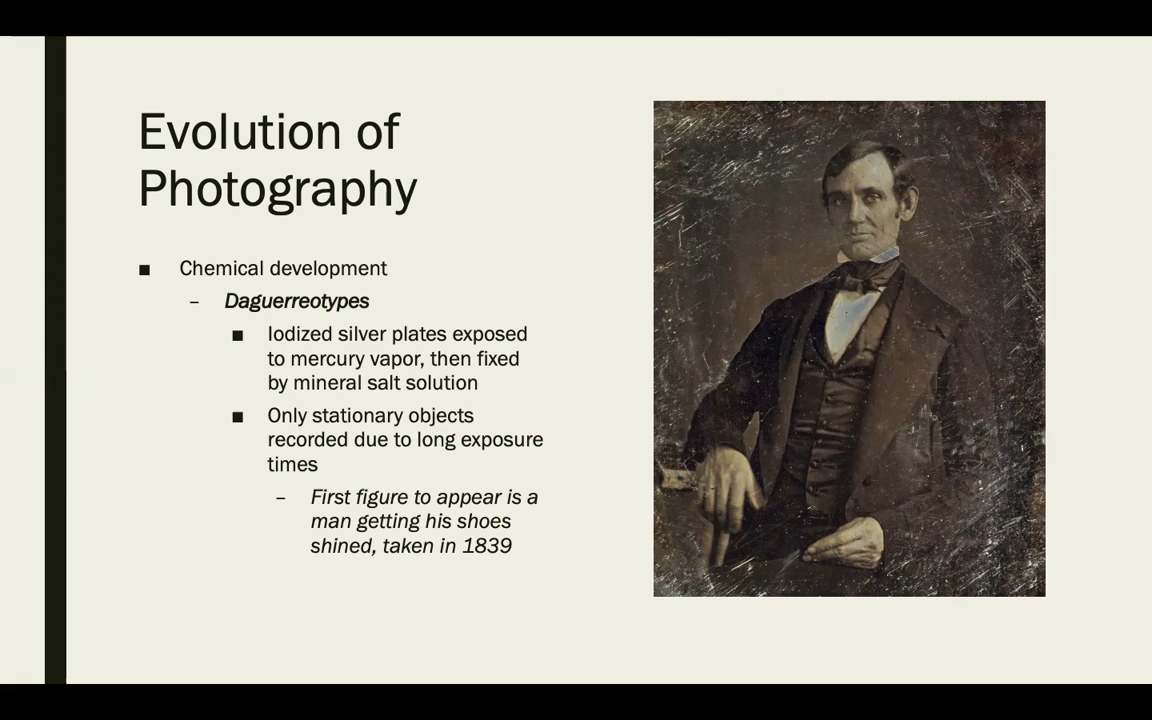 Evolution of
Photography
■ Chemical development
– Daguerreotypes
■ Iodized silver plates exposed
to mercury vapor, then fixed
by mineral salt solution
■ Only stationary objects
recorded due to long exposure
times
– First figure to appear is a
man getting his shoes
shined, taken in 1839